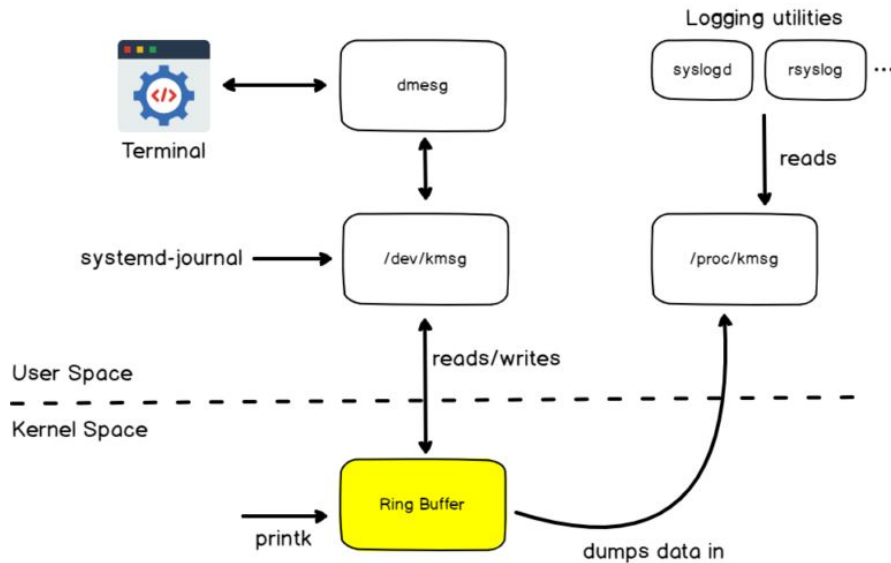 Logging utilities
syslogd
rsyslog
...
</>
dmesg
Terminal
reads
systemd-journal
/dev/kmsg
/proc/kmsg
reads/writes
User Space
Kernel Space
Ring Buffer
printk
dumps data in